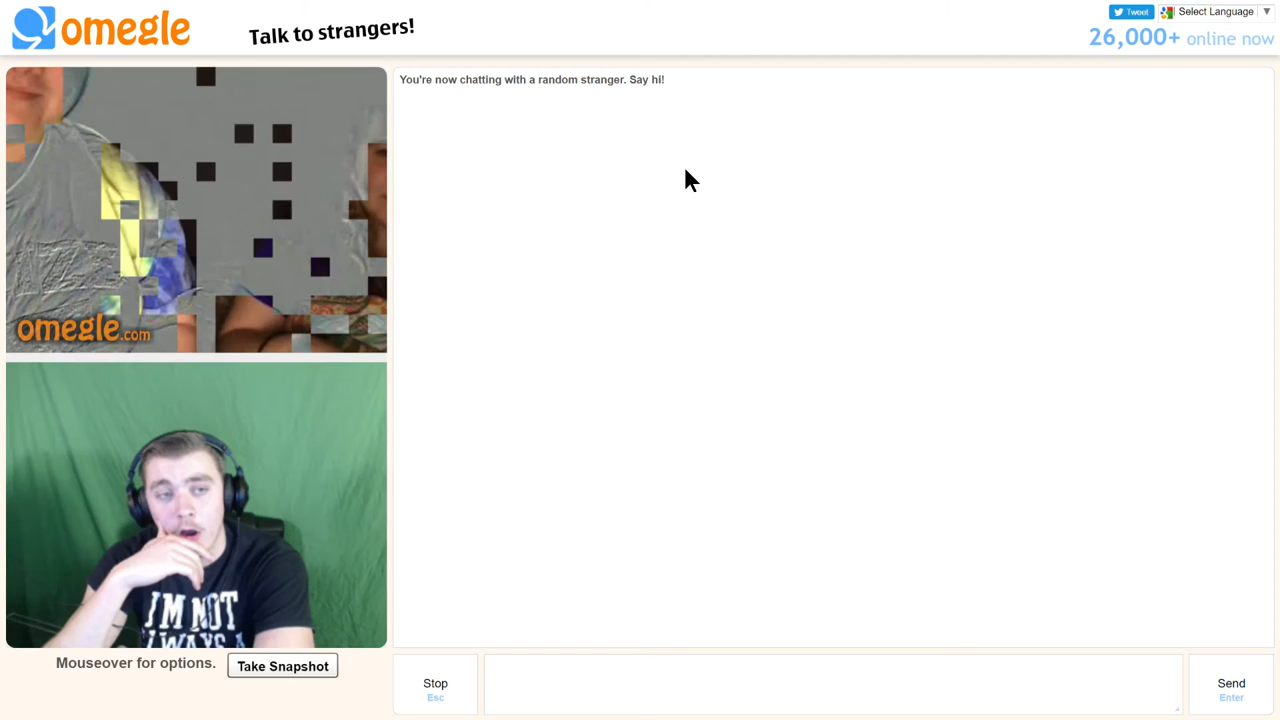 omegle
Talk to strangers!
Tweet
Select Language
26,000+ online now
You're now chatting with a random stranger. Say hi!
omegle.com
I'M NOT
ALWAYS A
Mouseover for options.
Take Snapshot
Stop
Esc
Send
Enter